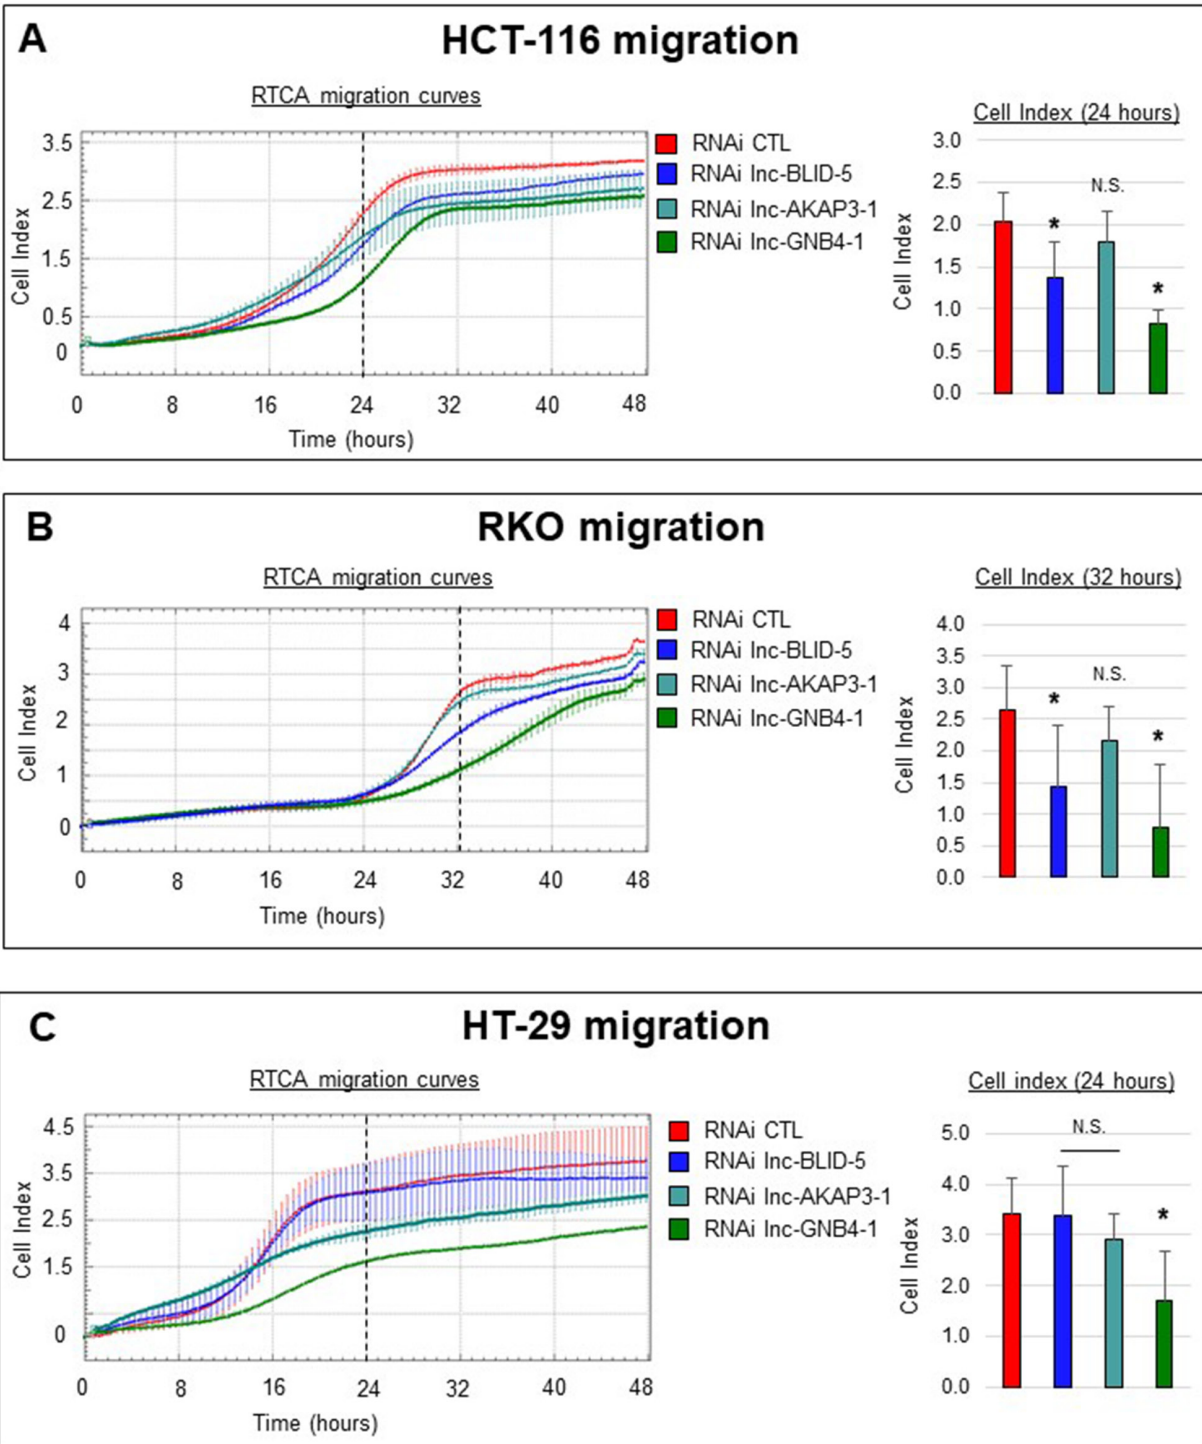 A
HCT-116 migration
RTCA migration curves
Cell Index
3.5
2.5
1.5
0.5
0
0 8 16 24 32 40 48
Time (hours)
RNAi CTL
RNAi lnc-BLID-5
RNAi lnc-AKAP3-1
RNAi lnc-GNB4-1
Cell Index (24 hours)
Cell Index
3.0
2.5
2.0
1.5
1.0
0.5
0.0
*
N.S.
*
B
RKO migration
RTCA migration curves
Cell Index
4
3
2
1
0
0 8 16 24 32 40 48
Time (hours)
RNAi CTL
RNAi lnc-BLID-5
RNAi lnc-AKAP3-1
RNAi lnc-GNB4-1
Cell Index (32 hours)
Cell Index
4.0
3.5
3.0
2.5
2.0
1.5
1.0
0.5
0.0
*
N.S.
*
C
HT-29 migration
RTCA migration curves
Cell Index
4.5
3.5
2.5
1.5
0
0 8 16 24 32 40 48
Time (hours)
RNAi CTL
RNAi lnc-BLID-5
RNAi lnc-AKAP3-1
RNAi lnc-GNB4-1
Cell index (24 hours)
Cell Index
5.0
4.0
3.0
2.0
1.0
0.0
N.S.
*